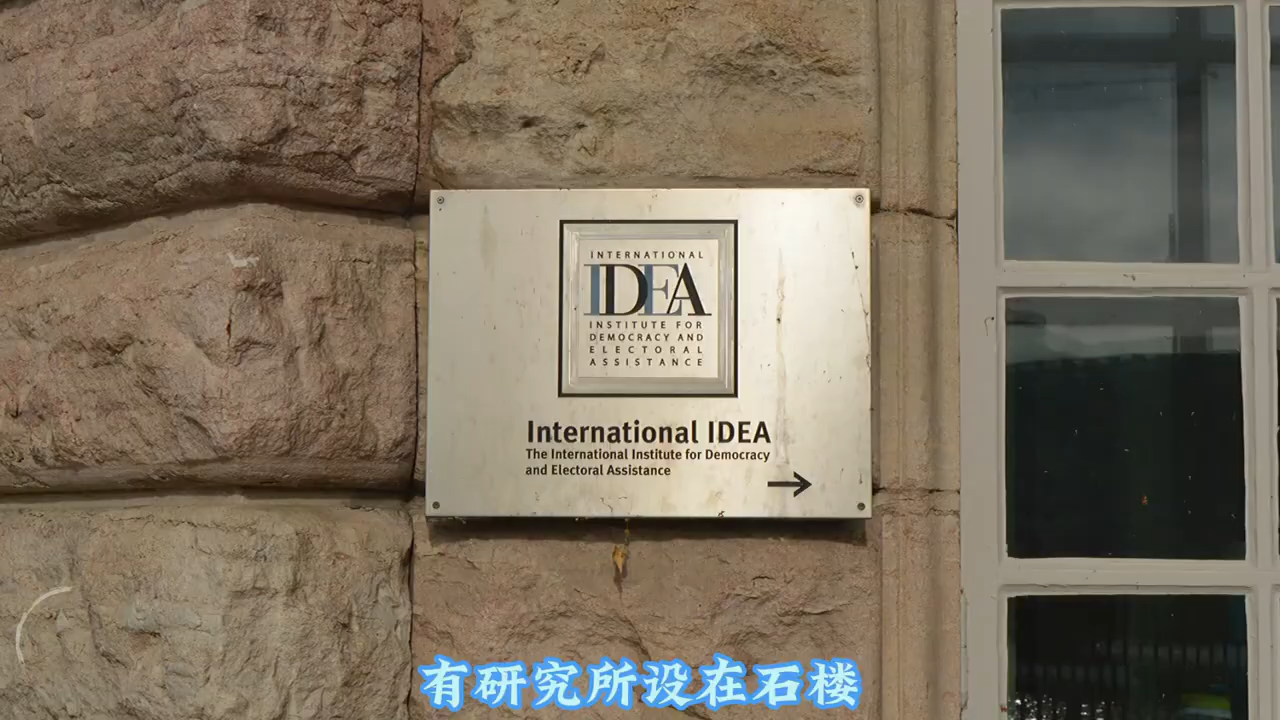 INTERNATIONAL
IDEA
INSTITUTE FOR
DEMOCRACY AND
ELECTORAL
ASSISTANCE
International IDEA
The International Institute for Democracy
and Electoral Assistance
有研究所设在石楼